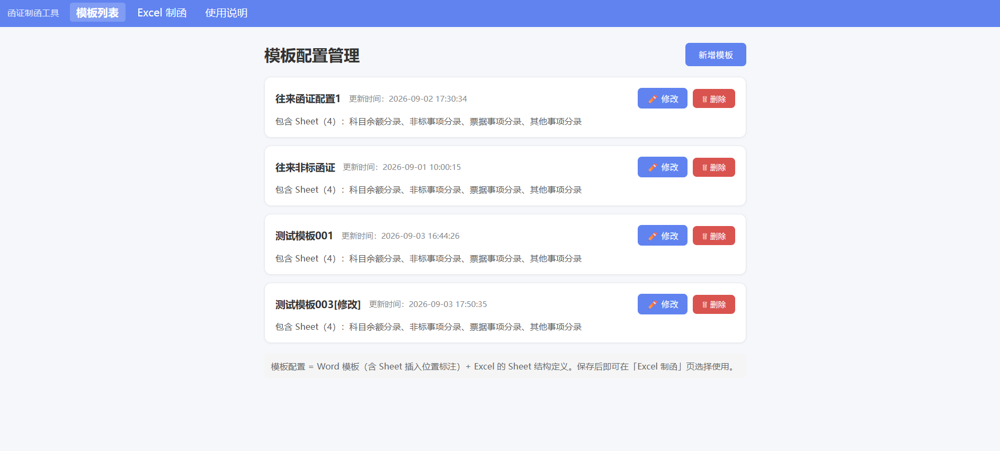 函证制函工具 模板列表 Excel 制函 使用说明
模板配置管理 新增模板
往来函证配置1 更新时间：2026-09-02 17:30:34 修改 删除
包含 Sheet（4）：科目余额分录、非标事项分录、票据事项分录、其他事项分录
往来非标函证 更新时间：2026-09-01 10:00:15 修改 删除
包含 Sheet（4）：科目余额分录、非标事项分录、票据事项分录、其他事项分录
测试模板001 更新时间：2026-09-03 16:44:26 修改 删除
包含 Sheet（4）：科目余额分录、非标事项分录、票据事项分录、其他事项分录
测试模板003[修改] 更新时间：2026-09-03 17:50:35 修改 删除
包含 Sheet（4）：科目余额分录、非标事项分录、票据事项分录、其他事项分录
模板配置 = Word 模板（含 Sheet 插入位置标注）+ Excel 的 Sheet 结构定义。保存后即可在「Excel 制函」页选择使用。